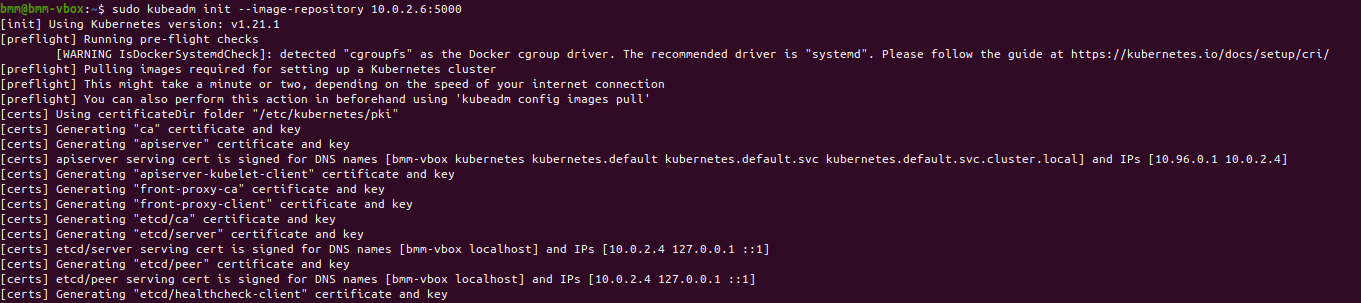 bmm@bmm-vbox:~$ sudo kubeadm init --image-repository 10.0.2.6:5000
[init] Using Kubernetes version: v1.21.1
[preflight] Running pre-flight checks
        [WARNING IsDockerSystemdCheck]: detected "cgroupfs" as the Docker cgroup driver. The recommended driver is "systemd". Please follow the guide at https://kubernetes.io/docs/setup/cri/
[preflight] Pulling images required for setting up a Kubernetes cluster
[preflight] This might take a minute or two, depending on the speed of your internet connection
[preflight] You can also perform this action in beforehand using 'kubeadm config images pull'
[certs] Using certificateDir folder "/etc/kubernetes/pki"
[certs] Generating "ca" certificate and key
[certs] Generating "apiserver" certificate and key
[certs] apiserver serving cert is signed for DNS names [bmm-vbox kubernetes kubernetes.default kubernetes.default.svc kubernetes.default.svc.cluster.local] and IPs [10.96.0.1 10.0.2.4]
[certs] Generating "apiserver-kubelet-client" certificate and key
[certs] Generating "front-proxy-ca" certificate and key
[certs] Generating "front-proxy-client" certificate and key
[certs] Generating "etcd/ca" certificate and key
[certs] Generating "etcd/server" certificate and key
[certs] etcd/server serving cert is signed for DNS names [bmm-vbox localhost] and IPs [10.0.2.4 127.0.0.1 ::1]
[certs] Generating "etcd/peer" certificate and key
[certs] etcd/peer serving cert is signed for DNS names [bmm-vbox localhost] and IPs [10.0.2.4 127.0.0.1 ::1]
[certs] Generating "etcd/healthcheck-client" certificate and key